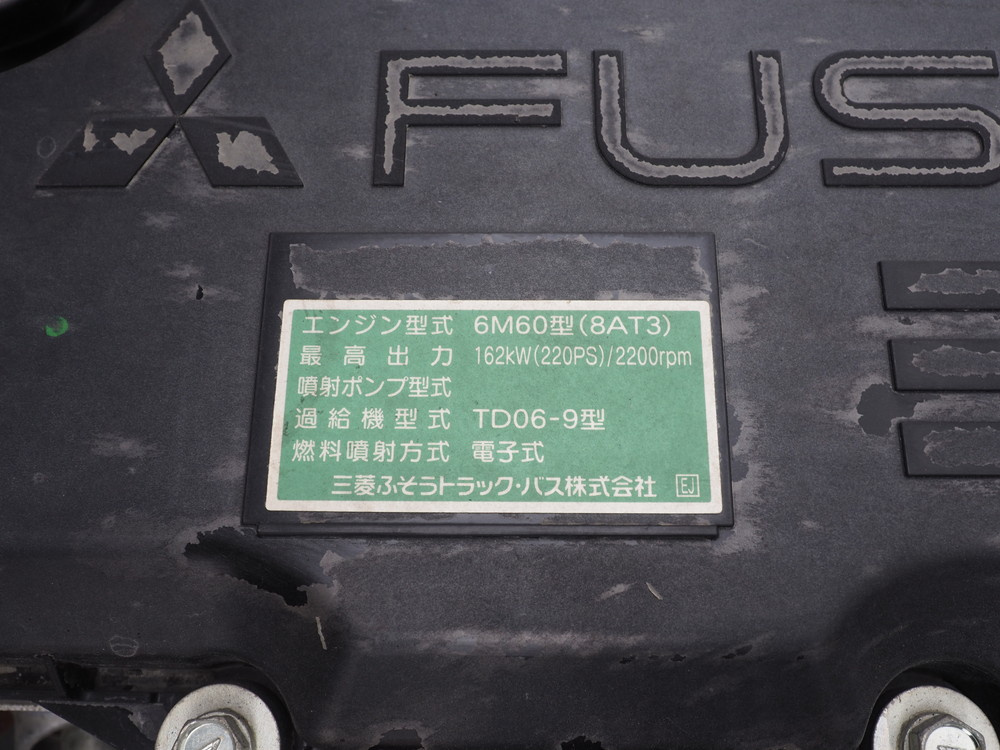 FUS
エンジン型式 6M60型(8AT3)
最高出力 162kW(220PS)/2200rpm
噴射ポンプ型式
過給機型式 TD06-9型
燃料噴射方式 電子式
三菱ふそうトラック・バス株式会社 EJ